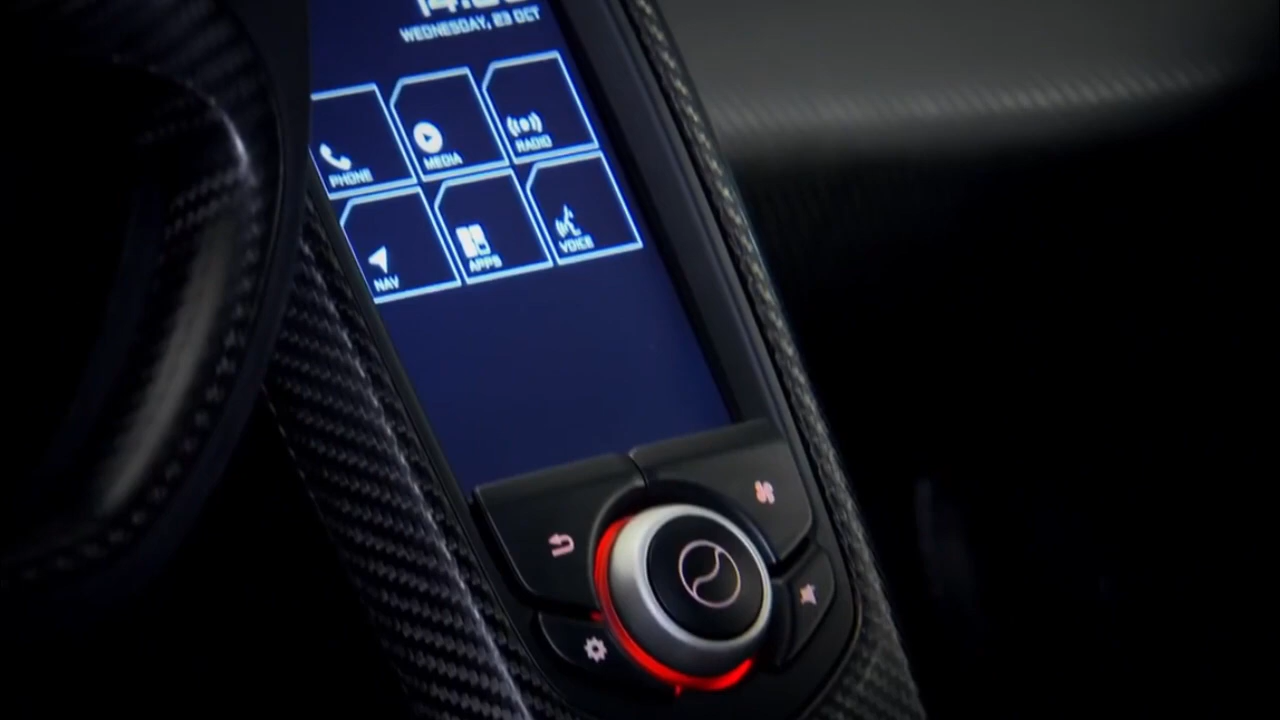 WEDNESDAY, 23 OCT
PHONE
MEDIA
RADIO
NAV
APPS
VOICE